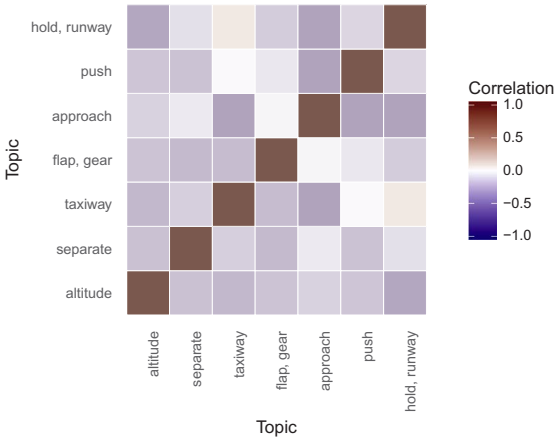 hold, runway
push
approach
flap, gear
taxiway
separate
altitude
Topic
altitude
separate
taxiway
flap, gear
approach
push
hold, runway
Topic
Correlation
1.0
0.5
0.0
−0.5
−1.0